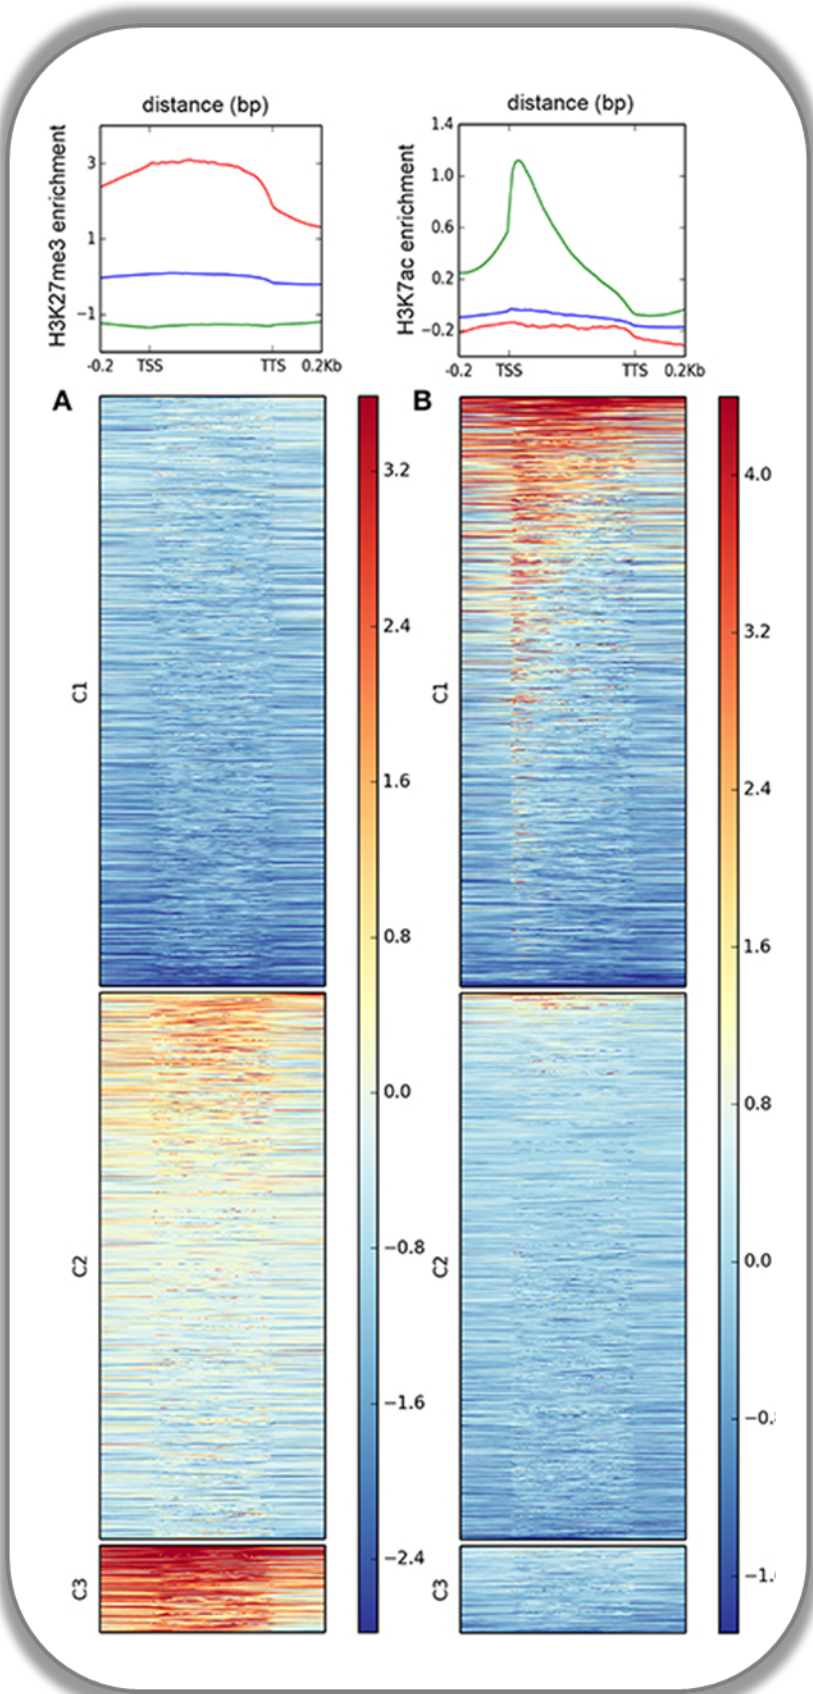 distance (bp)
H3K27me3 enrichment
3
1
−1
-0.2 TSS TTS 0.2Kb
distance (bp)
H3K7ac enrichment
1.4
1.0
0.6
0.2
−0.2
-0.2 TSS TTS 0.2Kb
A
C1
C2
C3
3.2
2.4
1.6
0.8
0.0
−0.8
−1.6
−2.4
B
C1
C2
C3
4.0
3.2
2.4
1.6
0.8
0.0